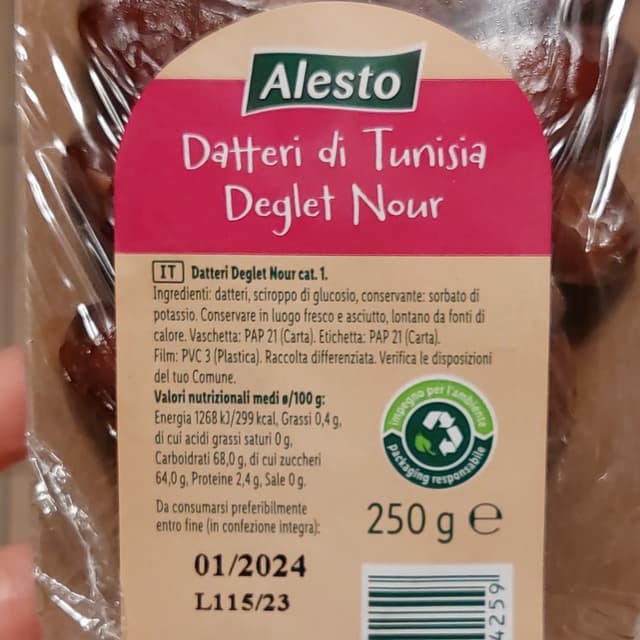 Alesto
Datteri di Tunisia
Deglet Nour
IT Datteri Deglet Nour cat. 1.
Ingredienti: datteri, sciroppo di glucosio, conservante: sorbato di
potassio. Conservare in luogo fresco e asciutto, lontano da fonti di
calore. Vaschetta: PAP 21 (Carta). Etichetta: PAP 21 (Carta).
Film: PVC 3 (Plastica). Raccolta differenziata. Verifica le disposizioni
del tuo Comune.
Valori nutrizionali medi ø/100 g:
Energia 1268 kJ/299 kcal, Grassi 0,4 g,
di cui acidi grassi saturi 0 g,
Carboidrati 68,0 g, di cui zuccheri
64,0 g, Proteine 2,4 g, Sale 0 g.
impegno per l'ambiente
packaging responsabile
Da consumarsi preferibilmente
entro fine (in confezione integra):
250 g ℮
01/2024
L115/23
4259